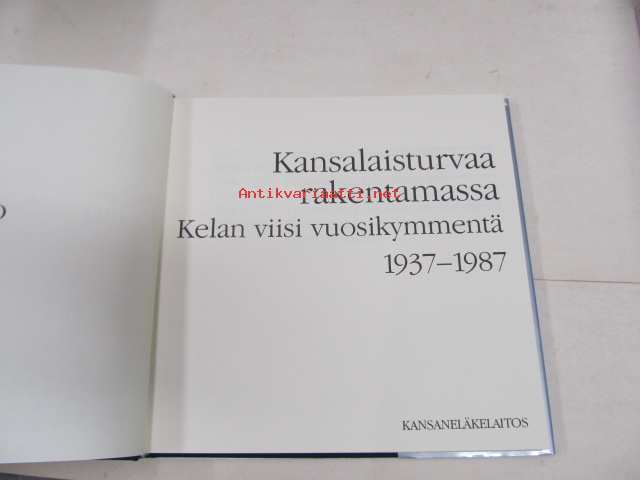 Kansalaisturvaa
rakentamassa
Antikvariaatti.net
Kelan viisi vuosikymmentä
1937–1987
KANSANELÄKELAITOS